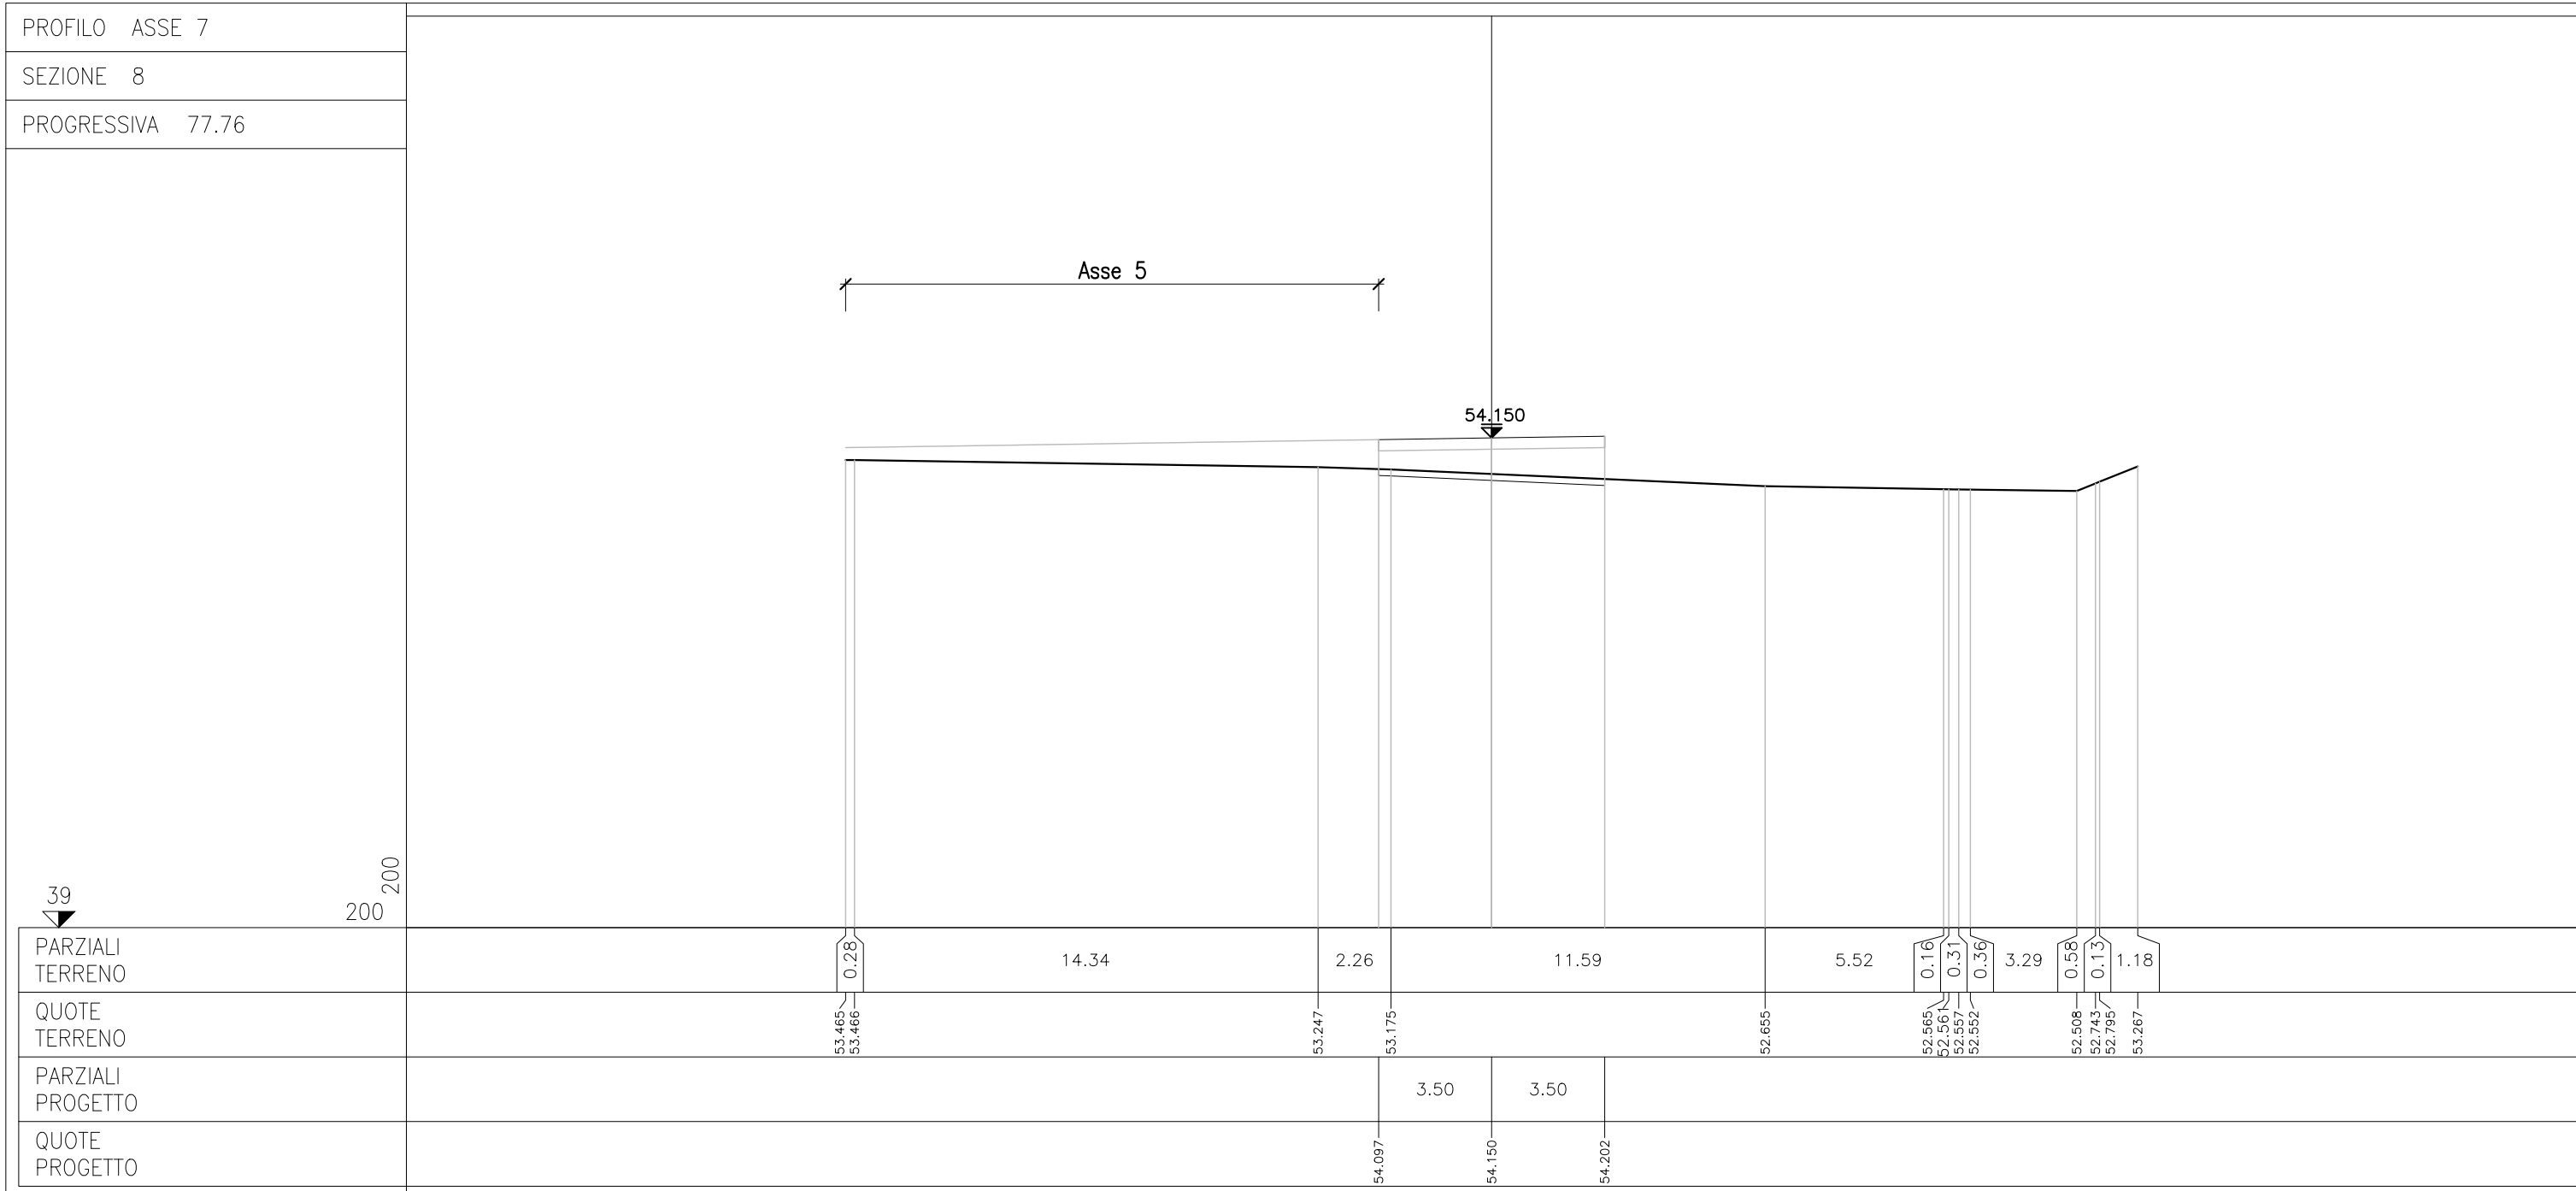 PROFILO ASSE 7
SEZIONE 8
PROGRESSIVA 77.76
Asse 5
54.150
39
200
200
PARZIALI
TERRENO
0.28 14.34 2.26 11.59 5.52 0.16 0.31 0.36 3.29 0.58 0.13 1.18
QUOTE
TERRENO
53.465 53.466 53.247 53.175 52.655 52.565 52.561 52.557 52.552 52.508 52.743 52.795 53.267
PARZIALI
PROGETTO
3.50 3.50
QUOTE
PROGETTO
54.097 54.150 54.202